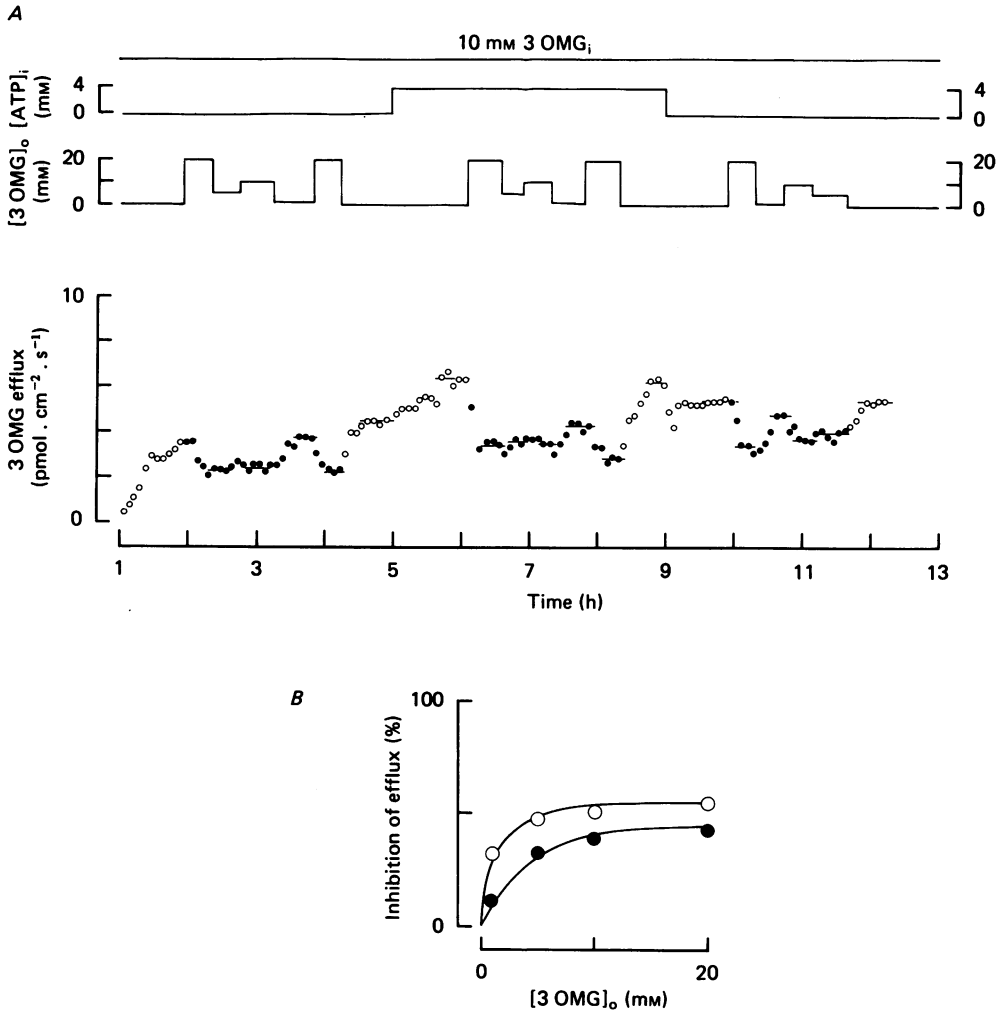 A
10 mM 3 OMGi
[ATP]i (mM)
4
0
4
0
[3 OMG]o (mM)
20
0
20
0
3 OMG efflux
(pmol . cm⁻² . s⁻¹)
10
0
1 3 5 7 9 11 13
Time (h)
B
Inhibition of efflux (%)
100
0
0 20
[3 OMG]o (mM)